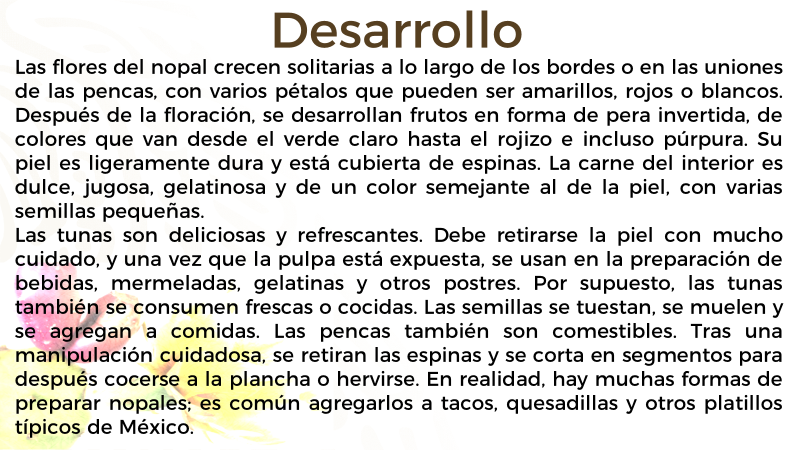 Desarrollo
Las flores del nopal crecen solitarias a lo largo de los bordes o en las uniones
de las pencas, con varios pétalos que pueden ser amarillos, rojos o blancos.
Después de la floración, se desarrollan frutos en forma de pera invertida, de
colores que van desde el verde claro hasta el rojizo e incluso púrpura. Su
piel es ligeramente dura y está cubierta de espinas. La carne del interior es
dulce, jugosa, gelatinosa y de un color semejante al de la piel, con varias
semillas pequeñas.
Las tunas son deliciosas y refrescantes. Debe retirarse la piel con mucho
cuidado, y una vez que la pulpa está expuesta, se usan en la preparación de
bebidas, mermeladas, gelatinas y otros postres. Por supuesto, las tunas
también se consumen frescas o cocidas. Las semillas se tuestan, se muelen y
se agregan a comidas. Las pencas también son comestibles. Tras una
manipulación cuidadosa, se retiran las espinas y se corta en segmentos para
después cocerse a la plancha o hervirse. En realidad, hay muchas formas de
preparar nopales; es común agregarlos a tacos, quesadillas y otros platillos
típicos de México.